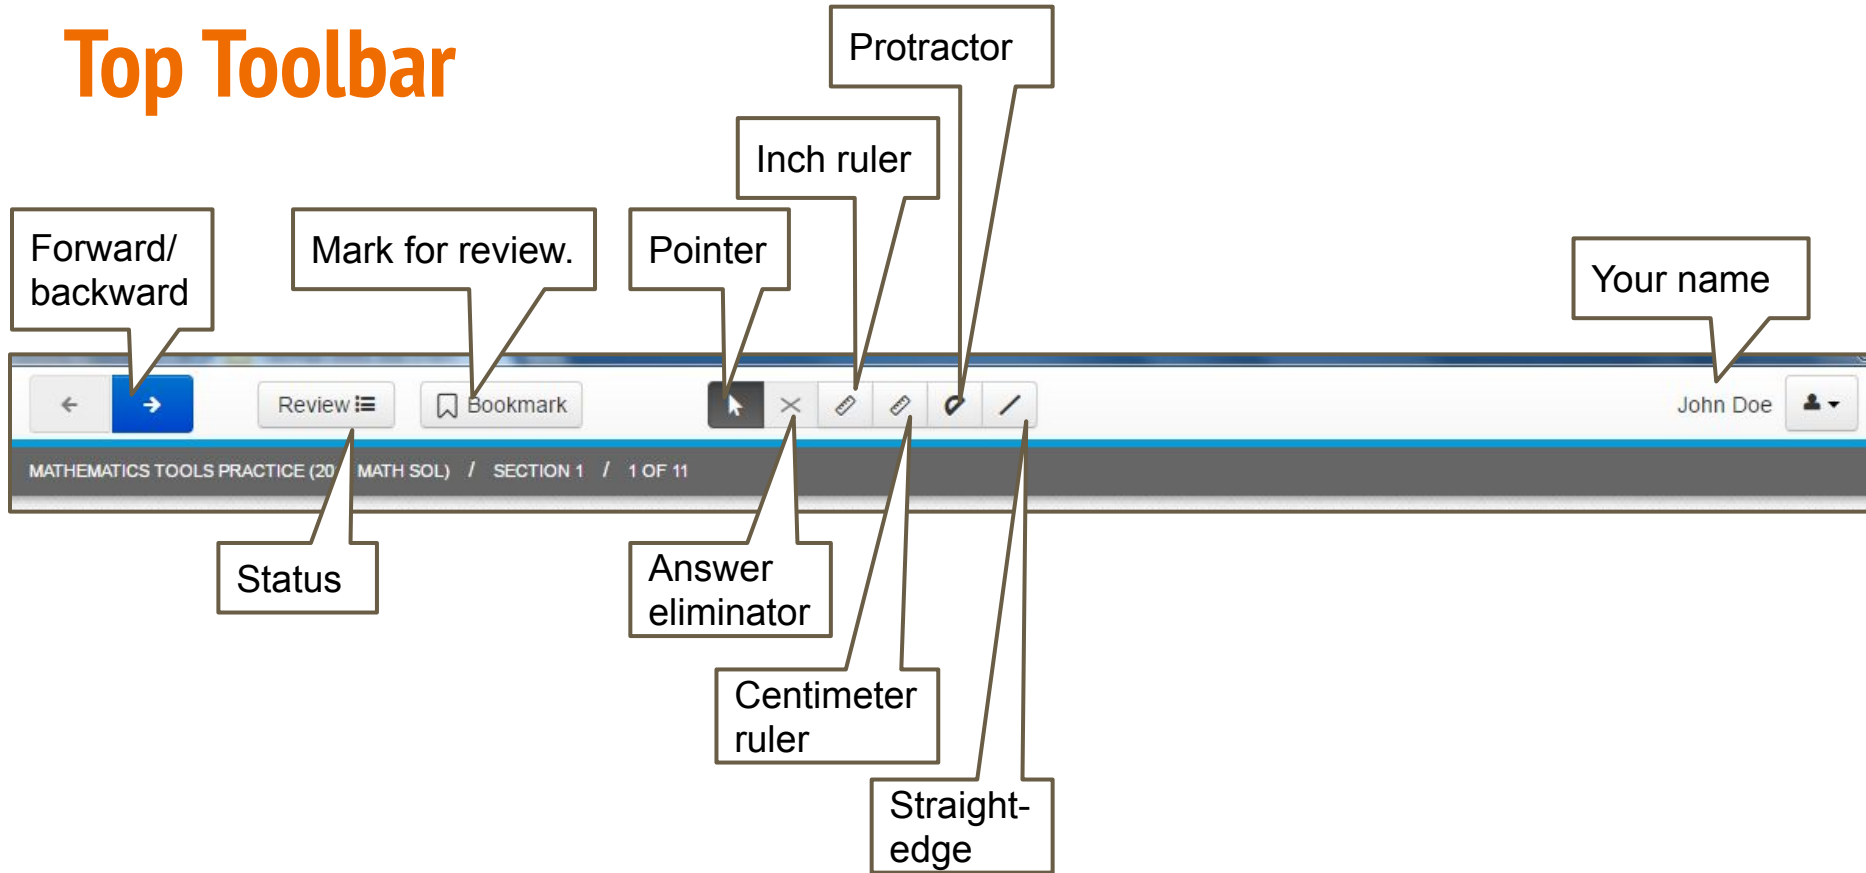 Top Toolbar
Protractor
Inch ruler
Forward/
backward
Mark for review.
Pointer
Your name
Review
Bookmark
John Doe
MATHEMATICS TOOLS PRACTICE (20 MATH SOL) / SECTION 1 / 1 OF 11
Status
Answer
eliminator
Centimeter
ruler
Straight-
edge